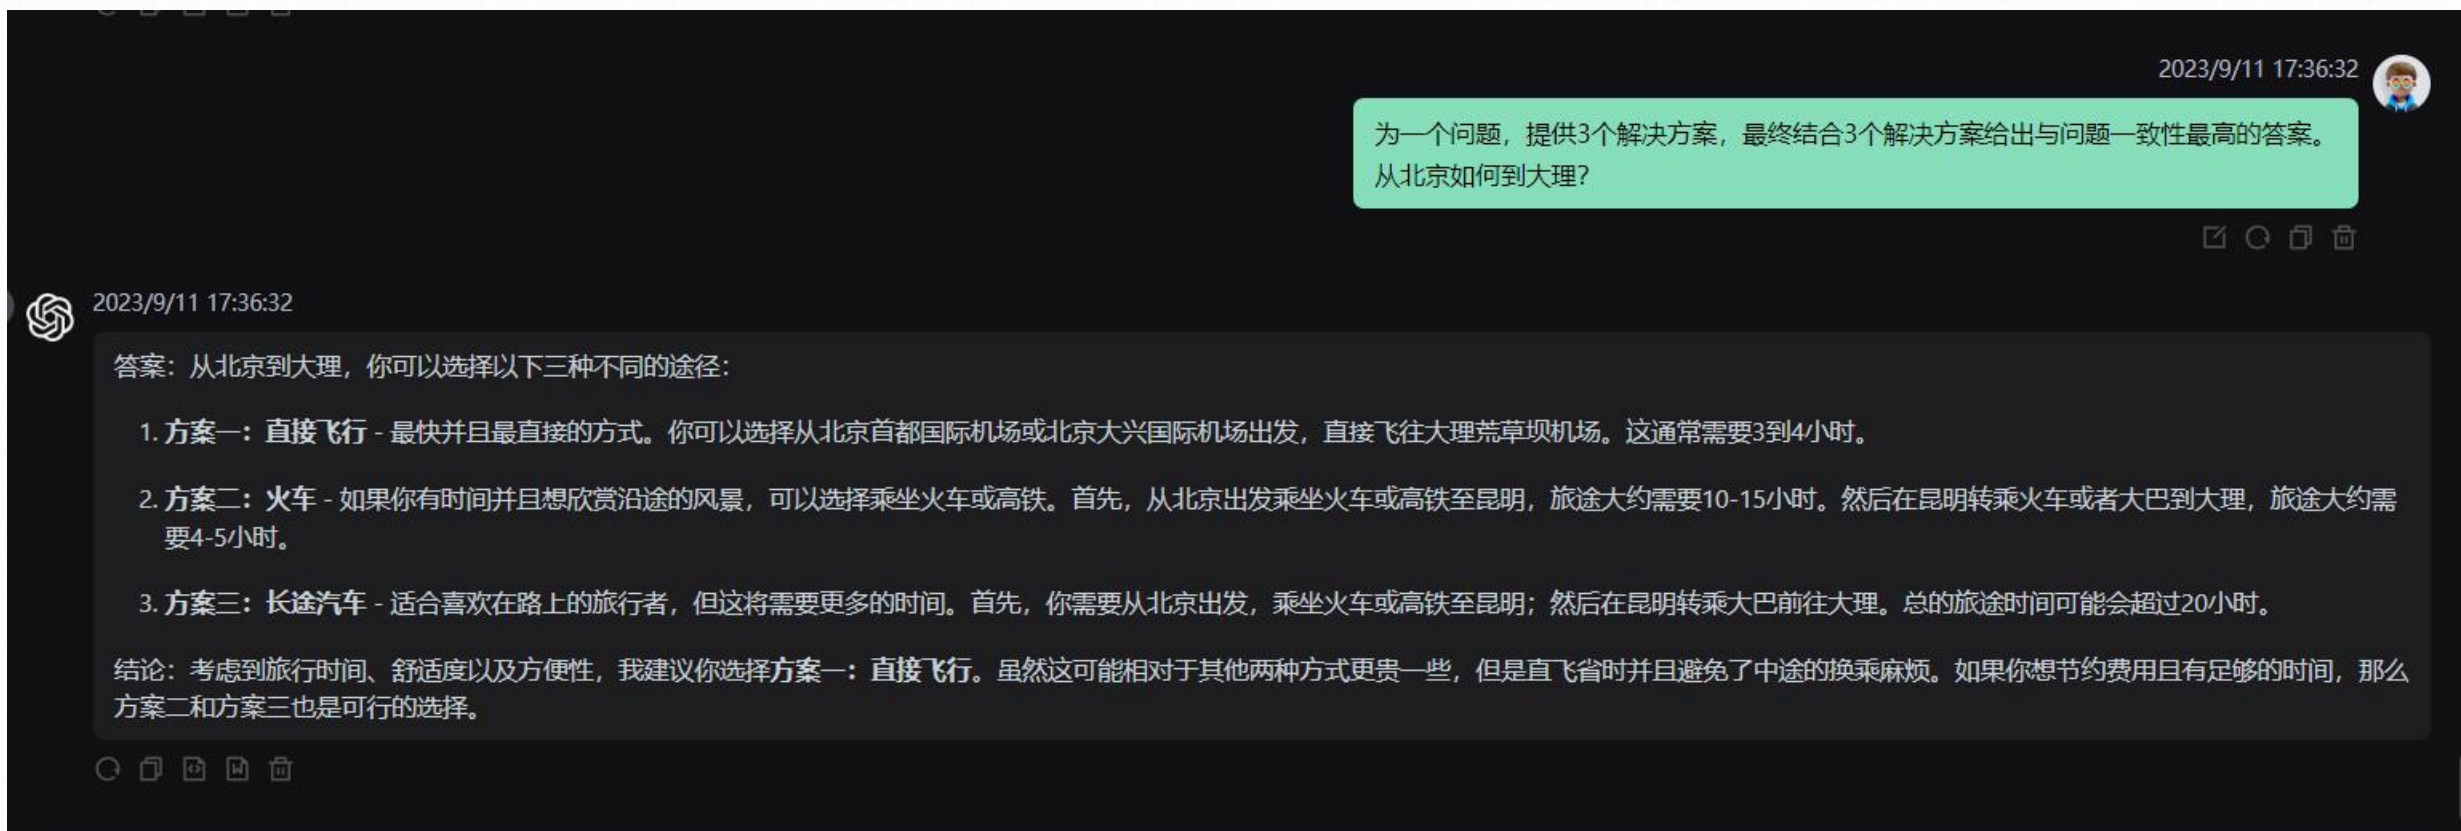 2023/9/11 17:36:32
为一个问题，提供3个解决方案，最终结合3个解决方案给出与问题一致性最高的答案。
从北京如何到大理？
2023/9/11 17:36:32
答案：从北京到大理，你可以选择以下三种不同的途径：
1. 方案一：直接飞行 - 最快并且最直接的方式。你可以选择从北京首都国际机场或北京大兴国际机场出发，直接飞往大理荒草坝机场。这通常需要3到4小时。
2. 方案二：火车 - 如果你有时间并且想欣赏沿途的风景，可以选择乘坐火车或高铁。首先，从北京出发乘坐火车或高铁至昆明，旅途大约需要10-15小时。然后在昆明转乘火车或者大巴到大理，旅途大约需
要4-5小时。
3. 方案三：长途汽车 - 适合喜欢在路上的旅行者，但这将需要更多的时间。首先，你需要从北京出发，乘坐火车或高铁至昆明；然后在昆明转乘大巴前往大理。总的旅途时间可能会超过20小时。
结论：考虑到旅行时间、舒适度以及方便性，我建议你选择方案一：直接飞行。虽然这可能相对于其他两种方式更贵一些，但是直飞省时并且避免了中途的换乘麻烦。如果你想节约费用且有足够的时间，那么
方案二和方案三也是可行的选择。